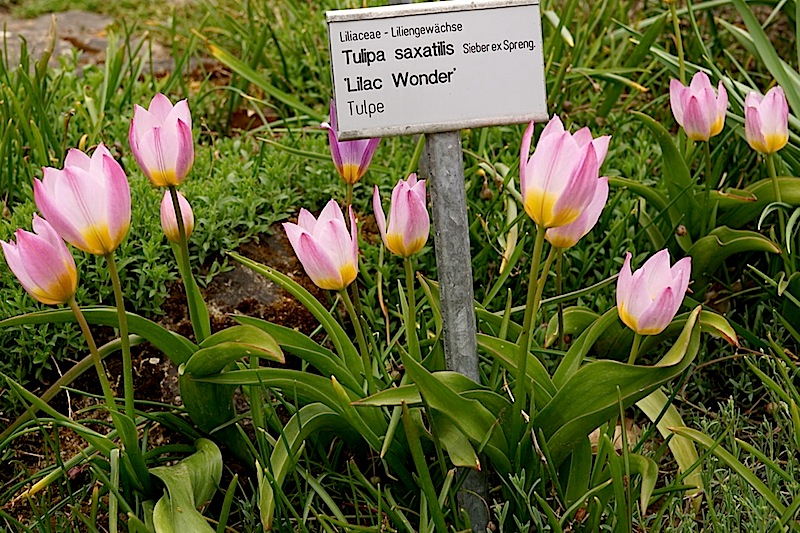 Liliaceae - Liliengewächse
Tulipa saxatilis Sieber ex Spreng.
'Lilac Wonder'
Tulpe